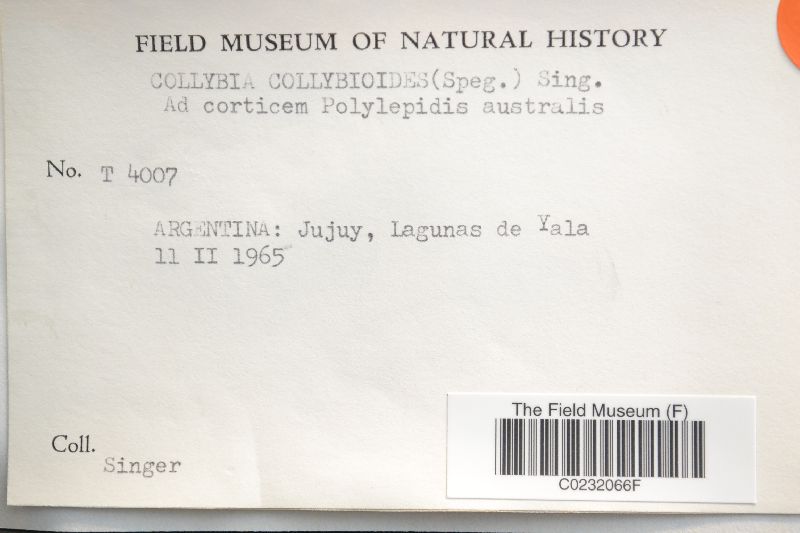 FIELD MUSEUM OF NATURAL HISTORY
COLLYBIA COLLYBIOIDES(Speg.) Sing.
Ad corticem Polylepidis australis
No. T 4007
ARGENTINA: Jujuy, Lagunas de Yala
11 II 1965
The Field Museum (F)
C0232066F
Coll. Singer